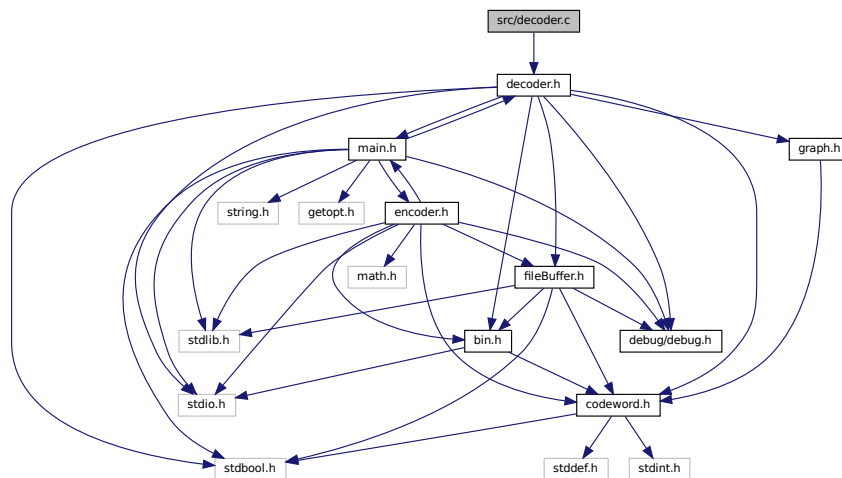 src/decoder.c
decoder.h
main.h
graph.h
string.h
getopt.h
encoder.h
math.h
fileBuffer.h
stdlib.h
bin.h
debug/debug.h
stdio.h
codeword.h
stdbool.h
stddef.h
stdint.h